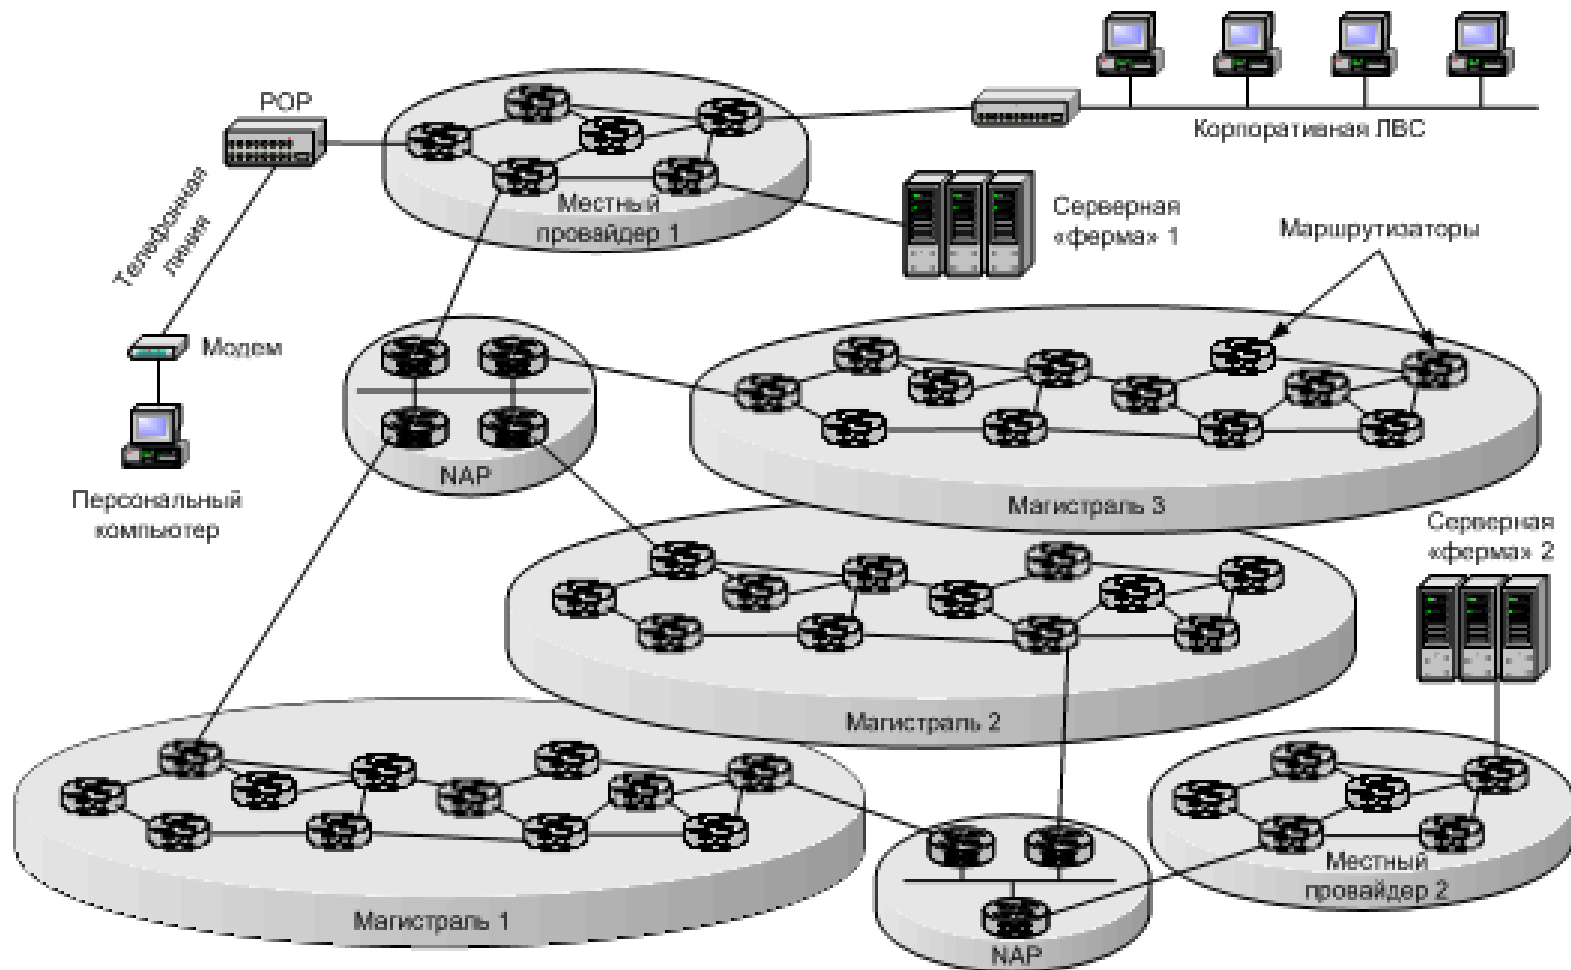 POP
Корпоративная ЛВС
Телефонная
линия
Местный
провайдер 1
Серверная
«ферма» 1
Маршрутизаторы
Модем
NAP
Персональный
компьютер
Магистраль 3
Серверная
«ферма» 2
Магистраль 2
Местный
провайдер 2
Магистраль 1
NAP